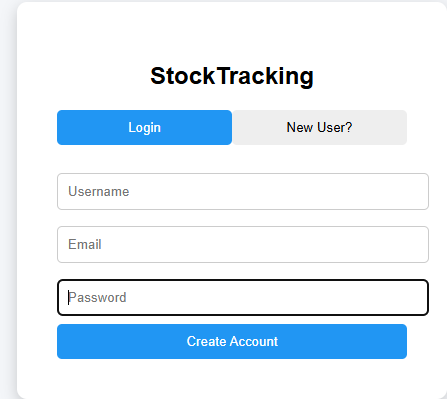 StockTracking
Login New User?
Username
Email
Password
Create Account